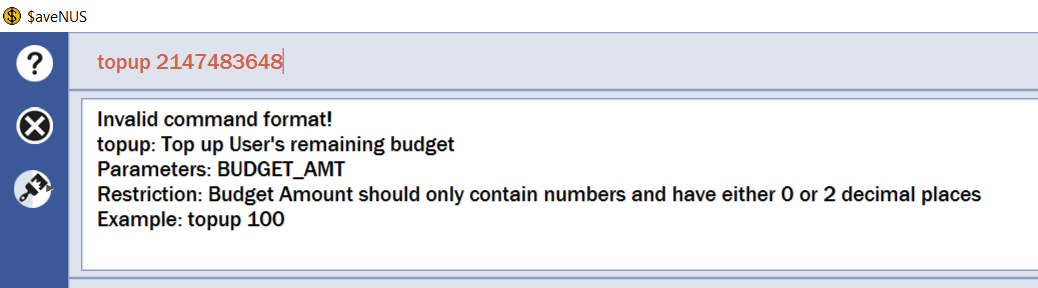 $aveNUS
topup 2147483648
Invalid command format!
topup: Top up User's remaining budget
Parameters: BUDGET_AMT
Restriction: Budget Amount should only contain numbers and have either 0 or 2 decimal places
Example: topup 100